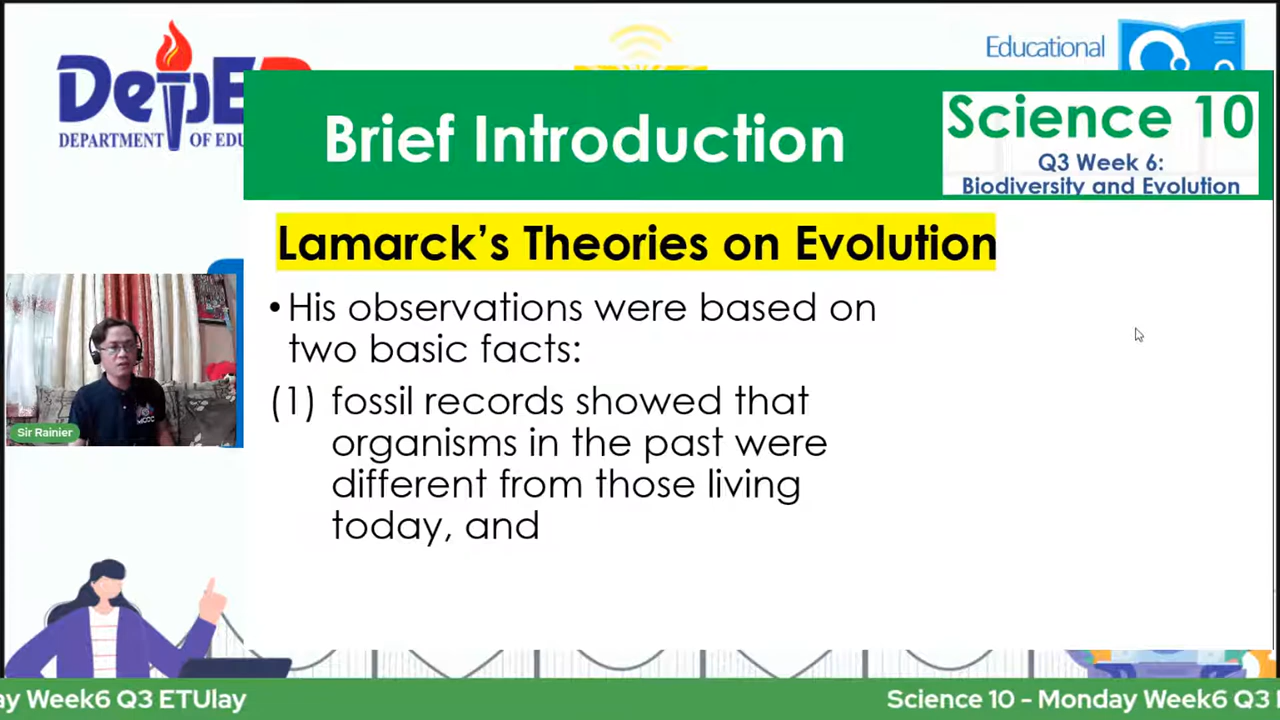 DepED
DEPARTMENT OF EDU
Educational
Brief Introduction
Science 10
Q3 Week 6:
Biodiversity and Evolution
Lamarck's Theories on Evolution
• His observations were based on
two basic facts:
(1) fossil records showed that
organisms in the past were
different from those living
today, and
Sir Rainier
ay Week6 Q3 ETUlay
Science 10 - Monday Week6 Q3